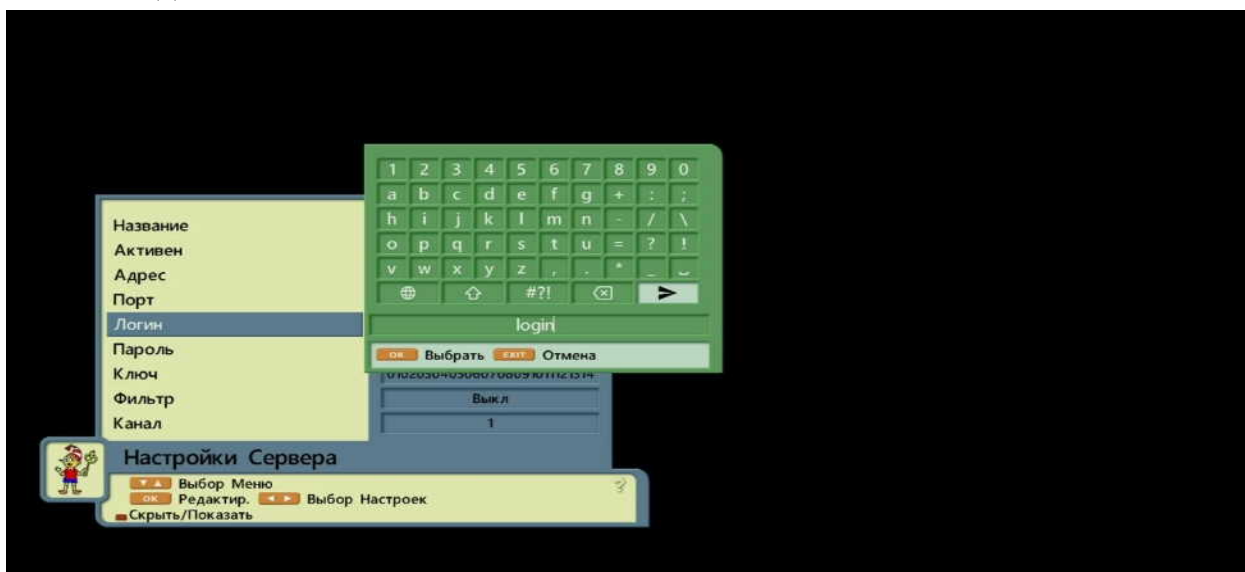 1 2 3 4 5 6 7 8 9 0
a b c d e f g + : ;
h i j k l m n - / \
o p q r s t u = ? !
v w x y z , . * _ ⎵
#?!
login
OK Выбрать EXIT Отмена
Название
Активен
Адрес
Порт
Логин
Пароль
Ключ
Фильтр Выкл
Канал 1
Настройки Сервера
Выбор Меню
OK Редактир. Выбор Настроек
Скрыть/Показать